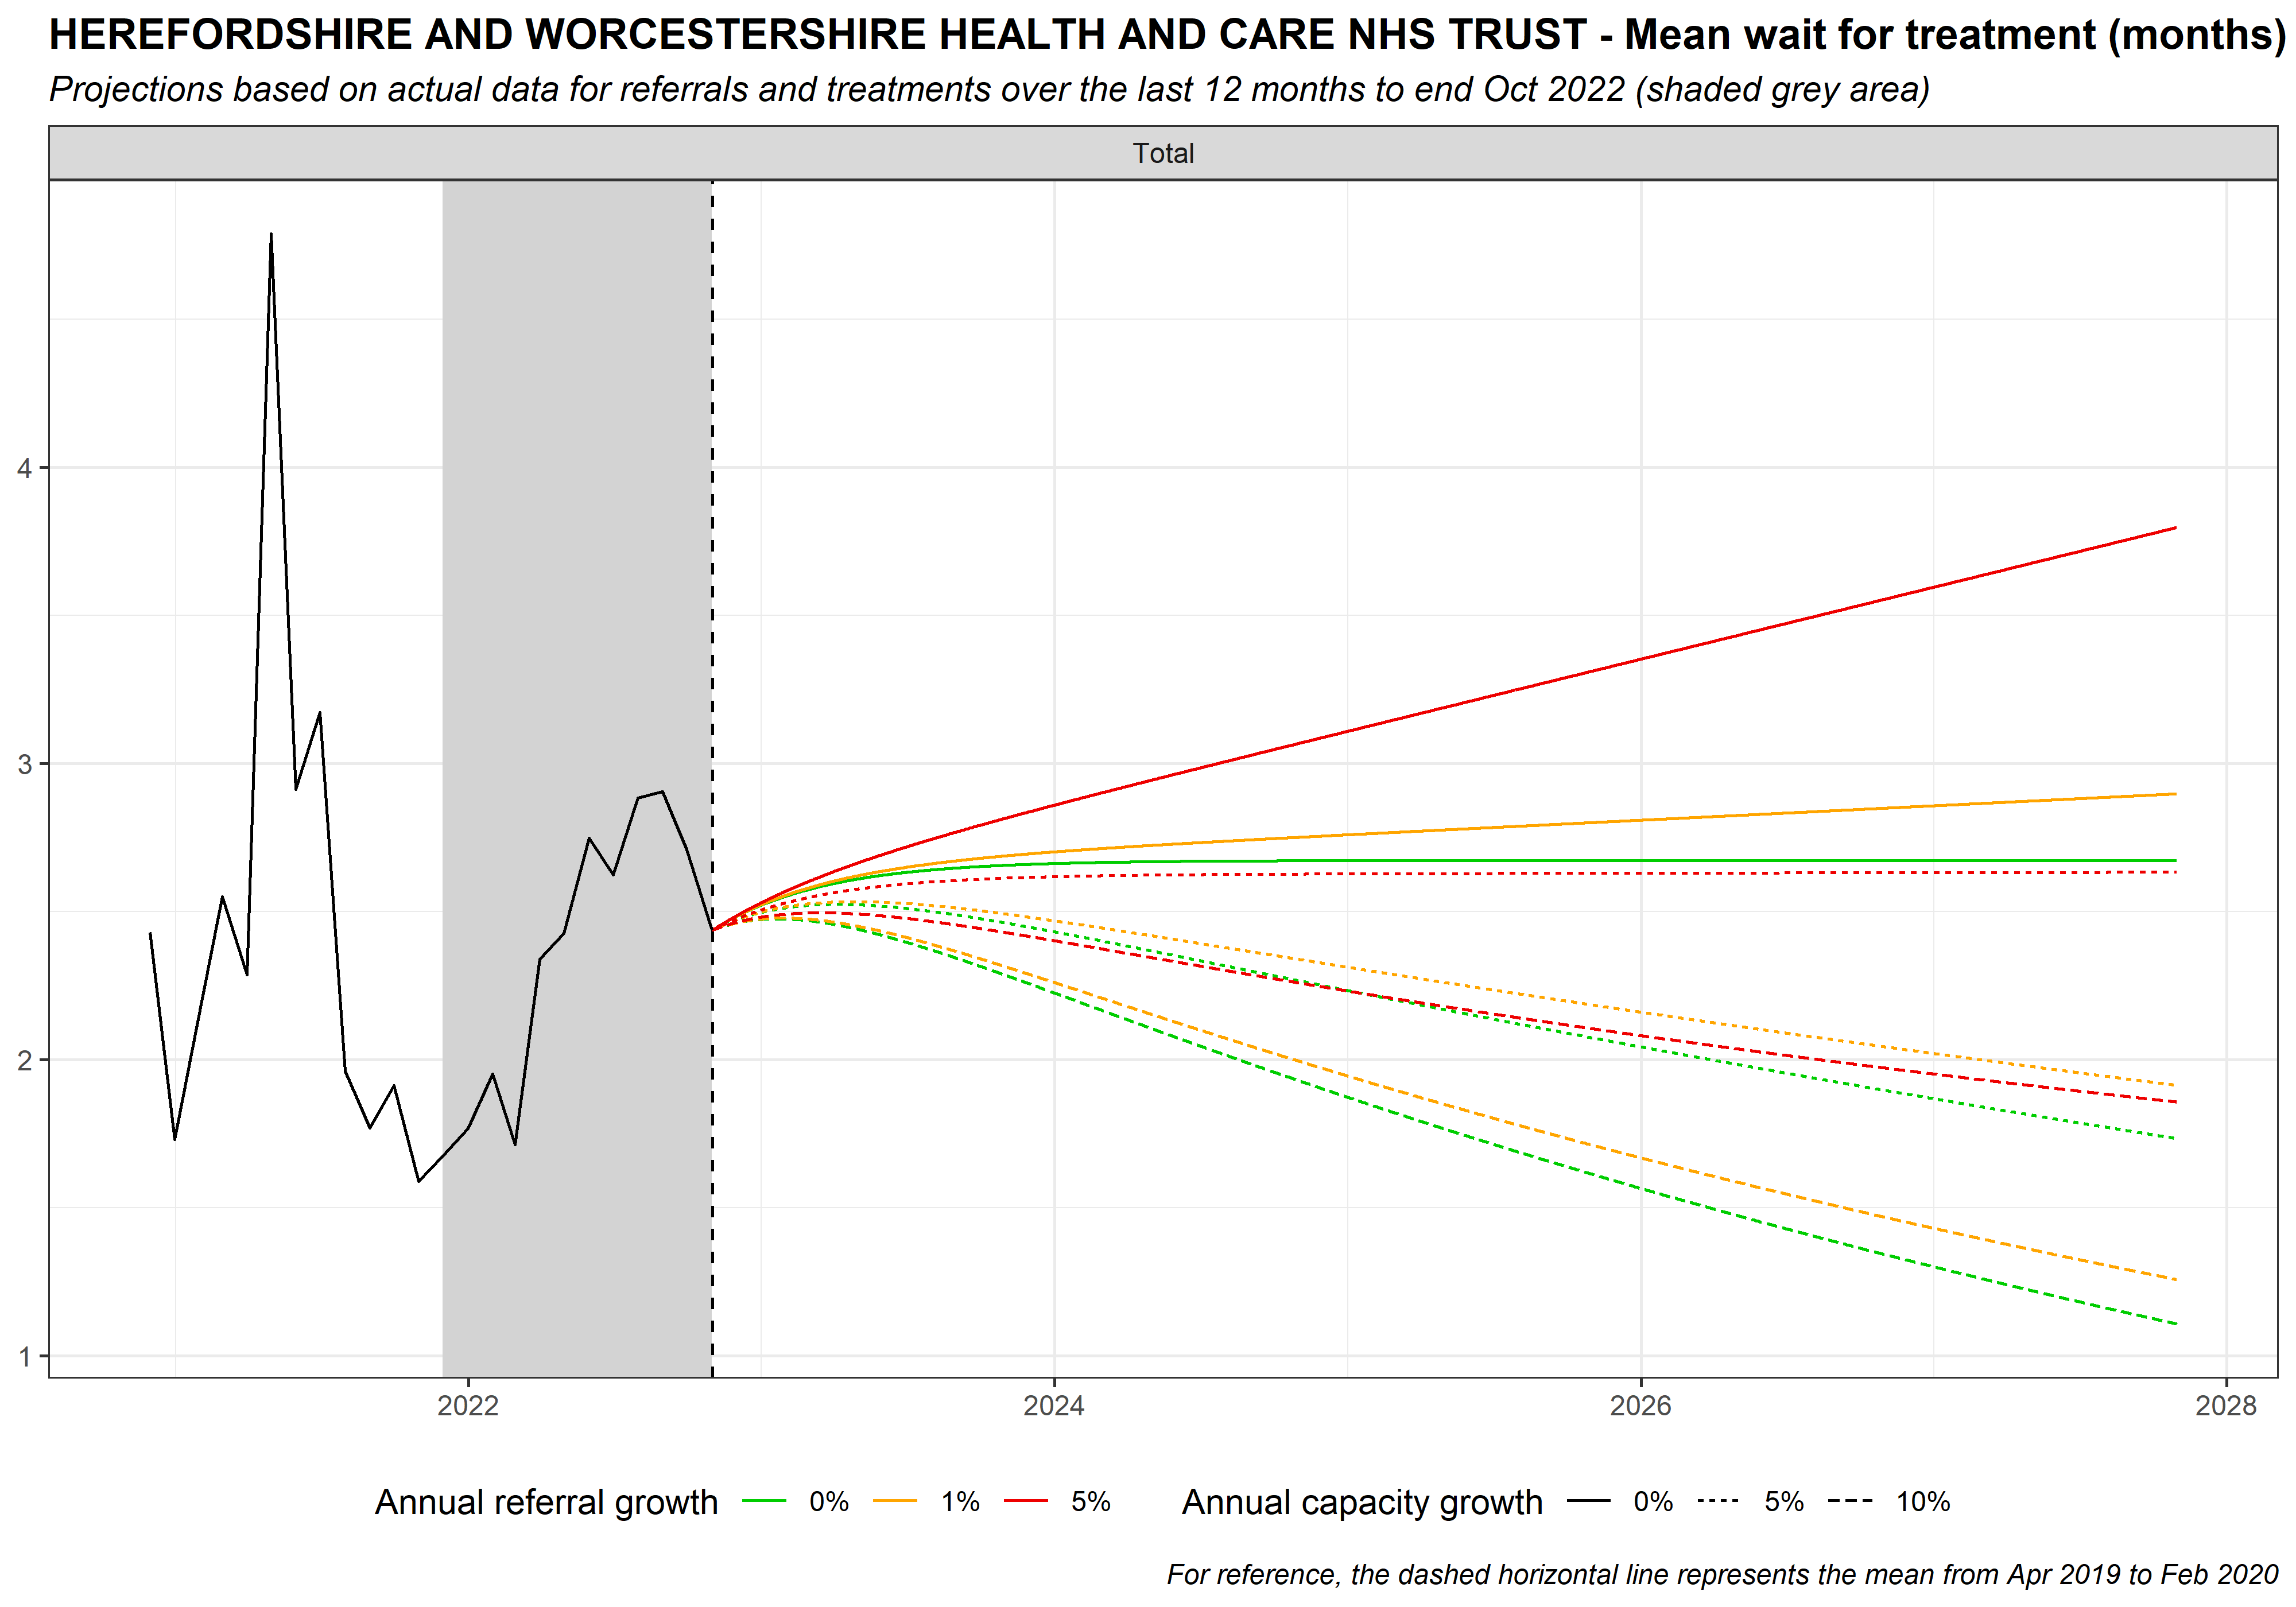 HEREFORDSHIRE AND WORCESTERSHIRE HEALTH AND CARE NHS TRUST - Mean wait for treatment (months)
Projections based on actual data for referrals and treatments over the last 12 months to end Oct 2022 (shaded grey area)
Total
4
3
2
1
2022 2024 2026 2028
Annual referral growth 0% 1% 5% Annual capacity growth 0% 5% 10%
For reference, the dashed horizontal line represents the mean from Apr 2019 to Feb 2020